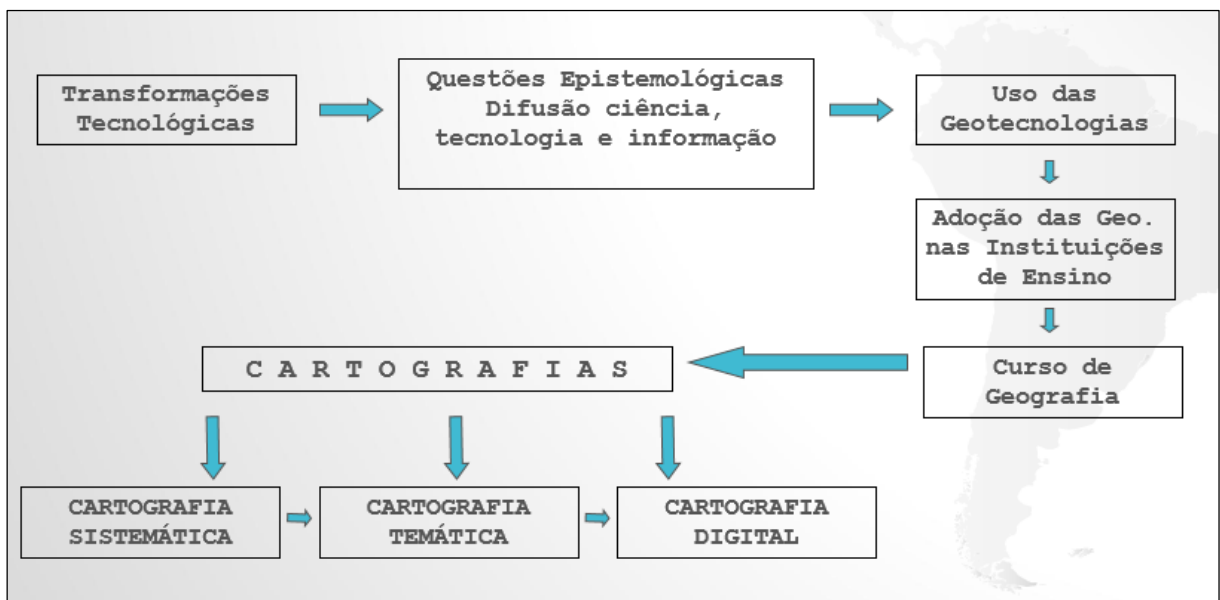 Transformações
Tecnológicas
Questões Epistemológicas
Difusão ciência,
tecnologia e informação
Uso das
Geotecnologias
Adoção das Geo.
nas Instituições
de Ensino
Curso de
Geografia
C A R T O G R A F I A S
CARTOGRAFIA
SISTEMÁTICA
CARTOGRAFIA
TEMÁTICA
CARTOGRAFIA
DIGITAL